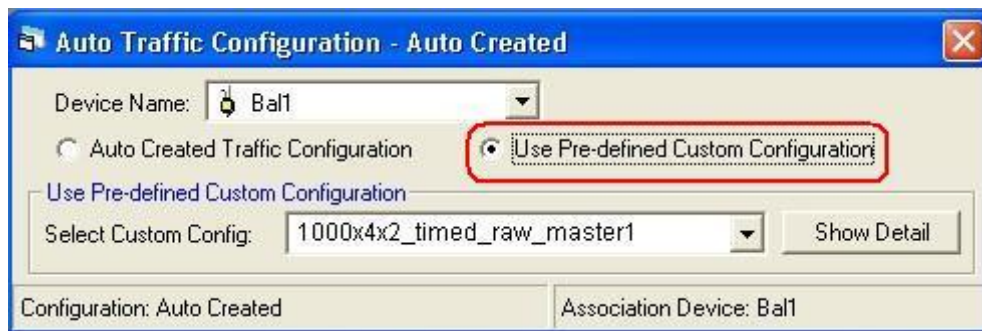 Auto Traffic Configuration - Auto Created
Device Name: Bal1
Auto Created Traffic Configuration Use Pre-defined Custom Configuration
Use Pre-defined Custom Configuration
Select Custom Config: 1000x4x2_timed_raw_master1 Show Detail
Configuration: Auto Created Association Device: Bal1